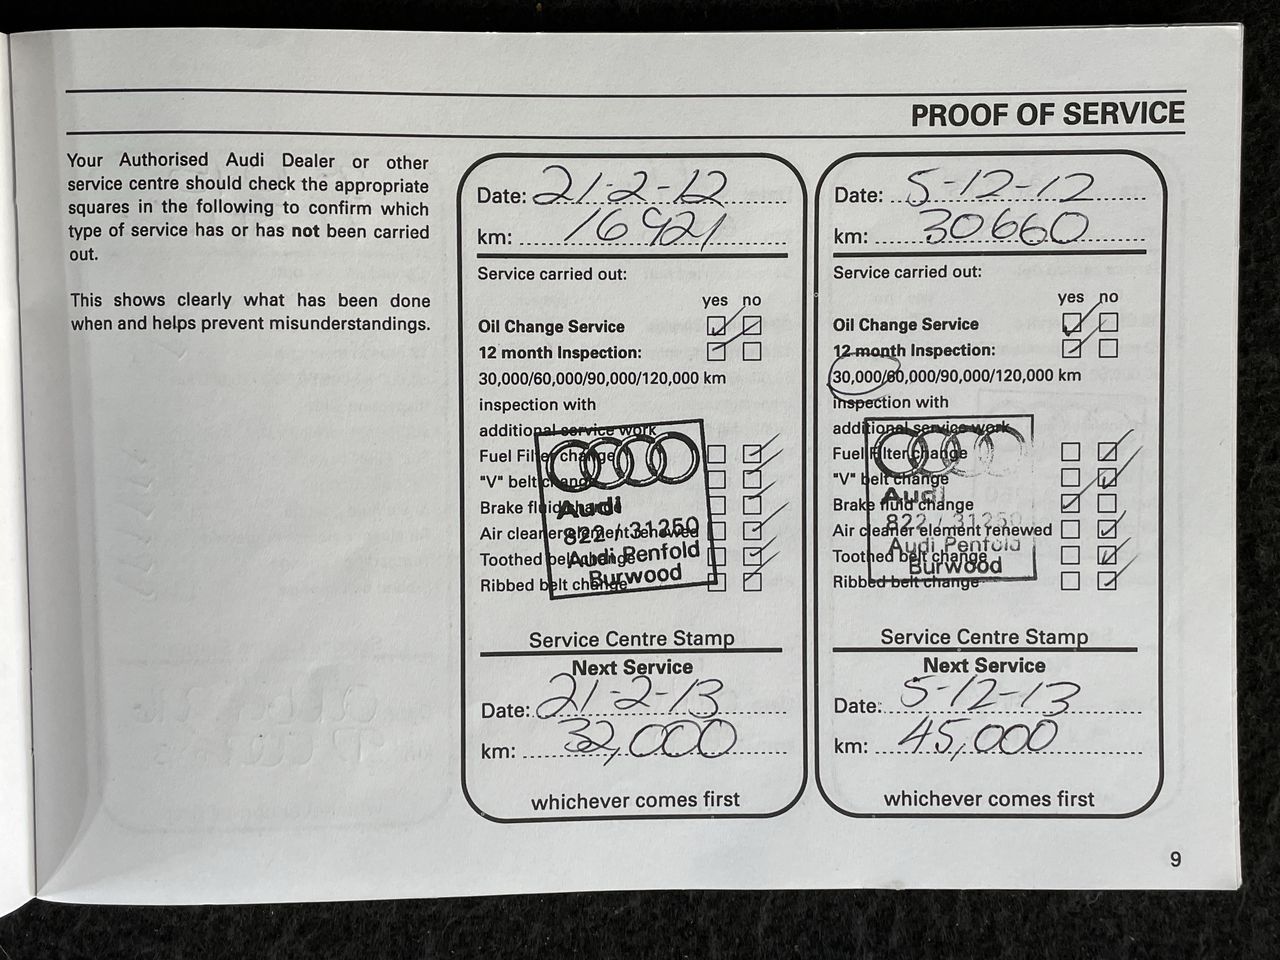 PROOF OF SERVICE
Your Authorised Audi Dealer or other
service centre should check the appropriate
squares in the following to confirm which
type of service has or has not been carried
out.
This shows clearly what has been done
when and helps prevent misunderstandings.
Date: 21-2-12
km: 16921
Service carried out:
yes no
Oil Change Service
12 month Inspection:
30,000/60,000/90,000/120,000 km
inspection with
additional service work
Fuel Filter change
"V" belt change
Brake fluid change
Air cleaner element renewed
Toothed belt change
Ribbed belt change
Audi
822 / 31250
Audi Penfold
Burwood
Service Centre Stamp
Next Service
Date: 21-2-13
km: 32,000
whichever comes first
Date: 5-12-12
km: 30660
Service carried out:
yes no
Oil Change Service
12 month Inspection:
30,000/60,000/90,000/120,000 km
inspection with
additional service work
Fuel Filter change
"V" belt change
Brake fluid change
Air cleaner element renewed
Toothed belt change
Ribbed belt change
Audi
822 / 31250
Audi Penfold
Burwood
Service Centre Stamp
Next Service
Date: 5-12-13
km: 45,000
whichever comes first
9